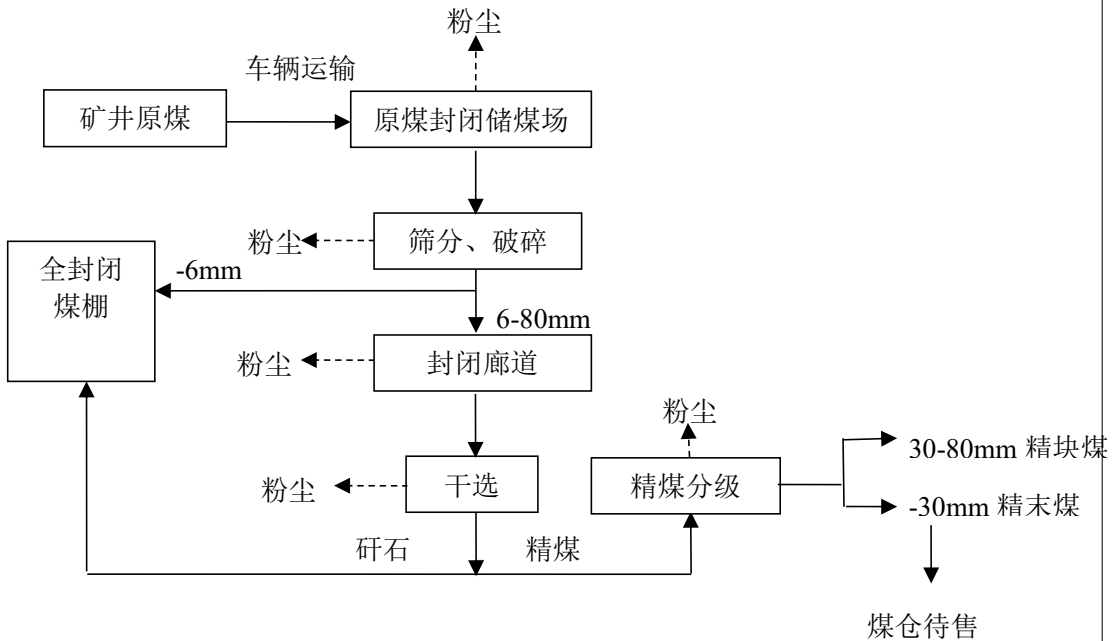 粉尘
车辆运输
矿井原煤
原煤封闭储煤场
粉尘
筛分、破碎
全封闭
煤棚
-6mm
6-80mm
粉尘
封闭廊道
粉尘
30-80mm 精块煤
粉尘
干选
精煤分级
-30mm 精末煤
矸石
精煤
煤仓待售